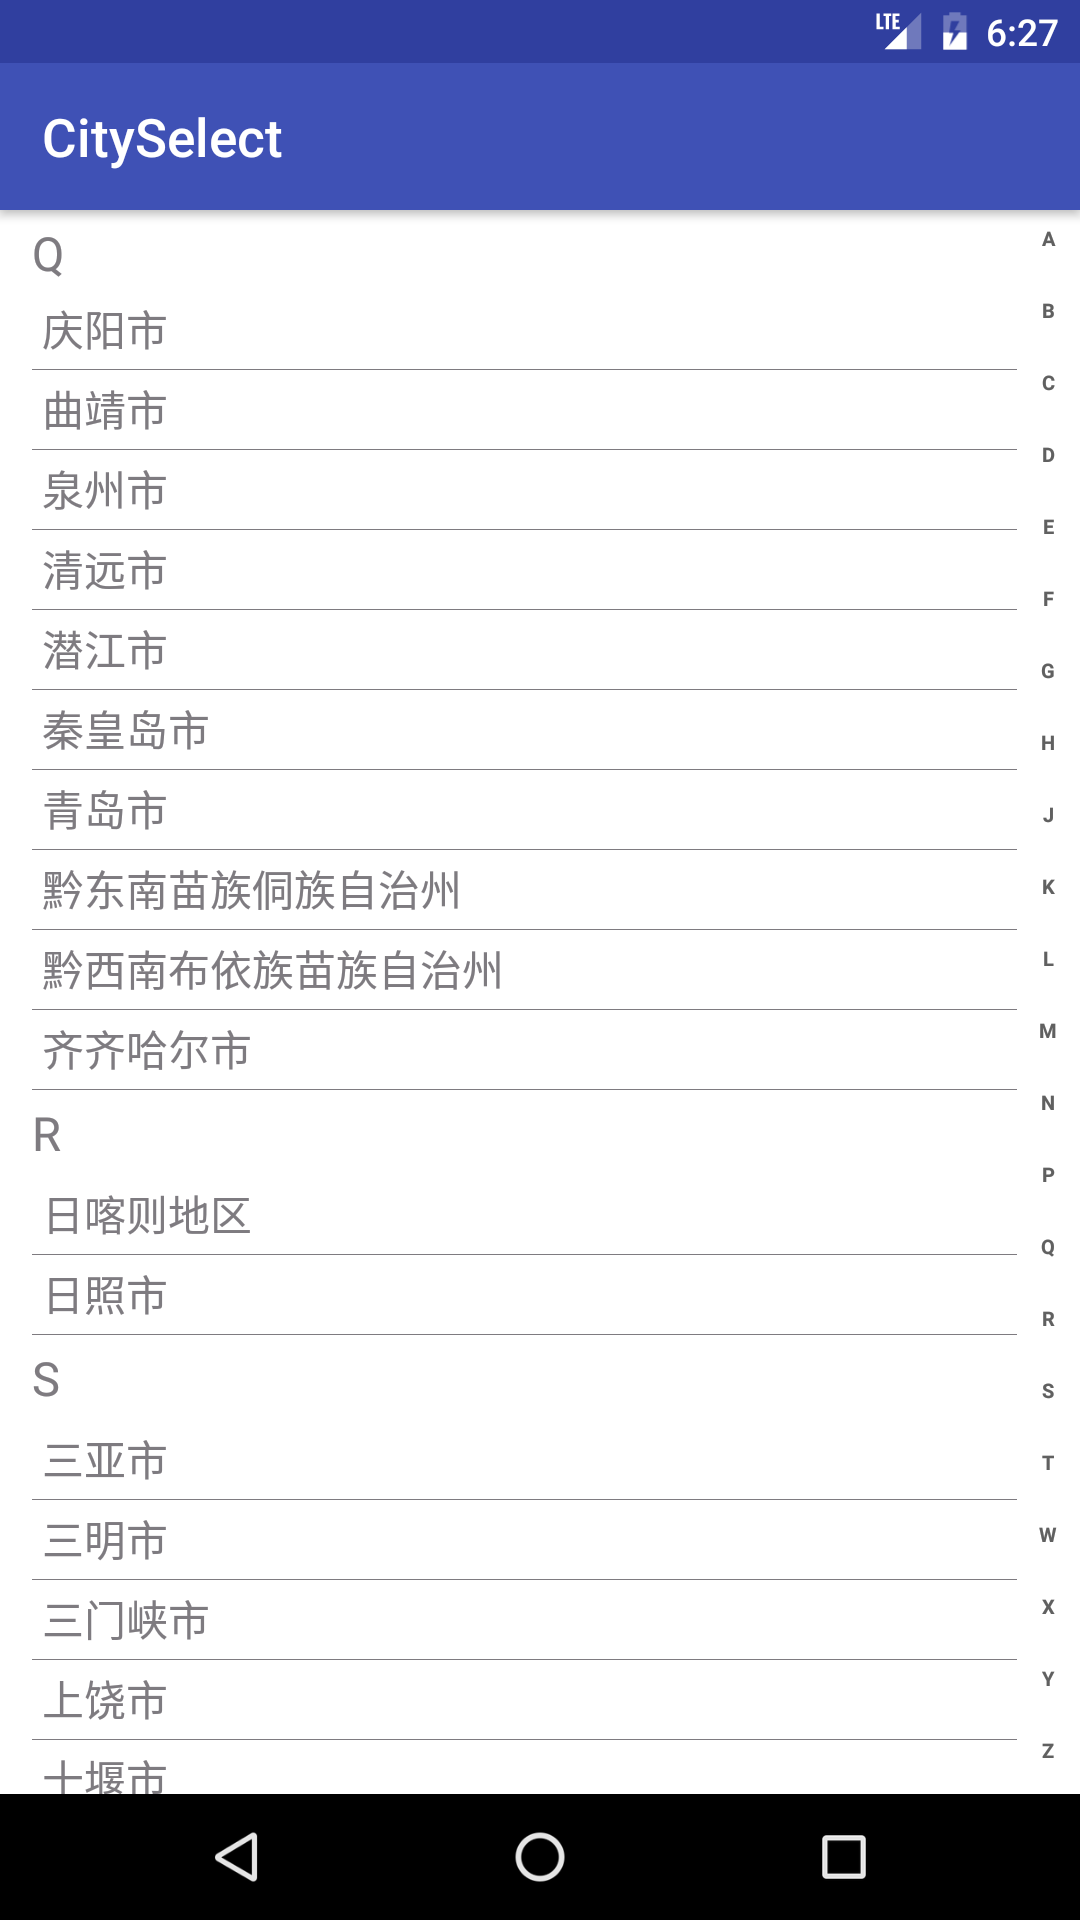 LTE 6:27
CitySelect
Q
庆阳市
曲靖市
泉州市
清远市
潜江市
秦皇岛市
青岛市
黔东南苗族侗族自治州
黔西南布依族苗族自治州
齐齐哈尔市
R
日喀则地区
日照市
S
三亚市
三明市
三门峡市
上饶市
十堰市
A
B
C
D
E
F
G
H
J
K
L
M
N
P
Q
R
S
T
W
X
Y
Z